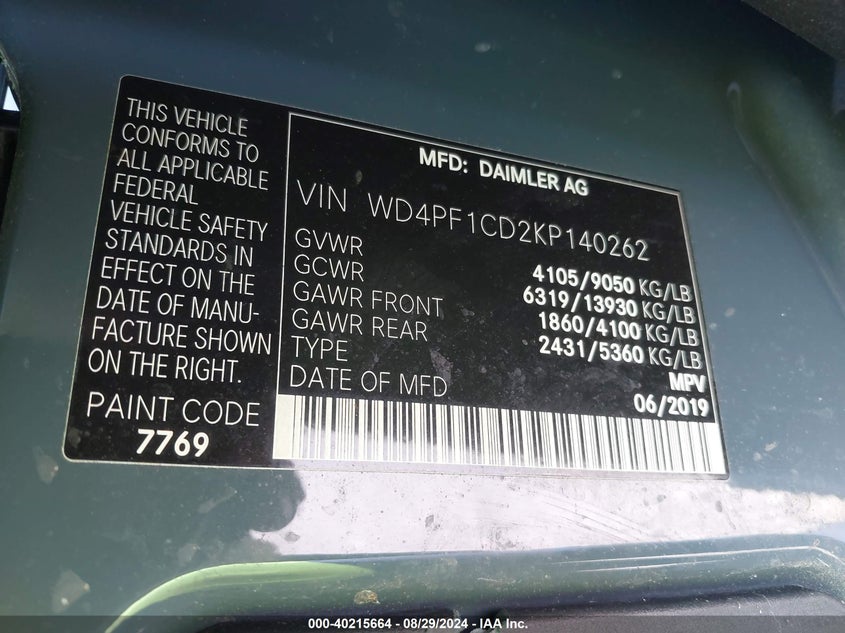 THIS VEHICLE
CONFORMS TO
ALL APPLICABLE
FEDERAL
VEHICLE SAFETY
STANDARDS IN
EFFECT ON THE
DATE OF MANU-
FACTURE SHOWN
ON THE RIGHT.
PAINT CODE
7769
MFD: DAIMLER AG
VIN WD4PF1CD2KP140262
GVWR 4105/9050 KG/LB
GCWR 6319/13930 KG/LB
GAWR FRONT 1860/4100 KG/LB
GAWR REAR 2431/5360 KG/LB
TYPE MPV
DATE OF MFD 06/2019
000-40215664 - 08/29/2024 - IAA Inc.